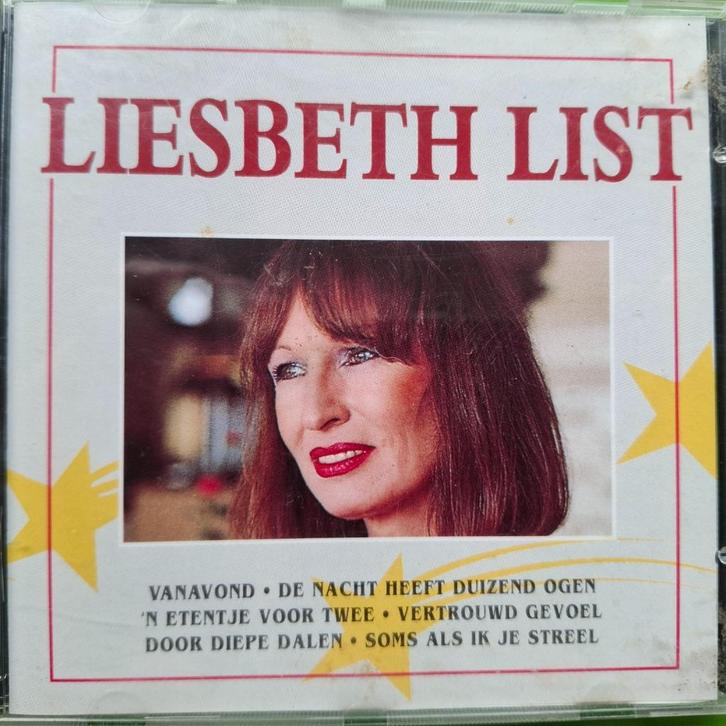 LIESBETH LIST
VANAVOND • DE NACHT HEEFT DUIZEND OGEN
'N ETENTJE VOOR TWEE • VERTROUWD GEVOEL
DOOR DIEPE DALEN • SOMS ALS IK JE STREEL